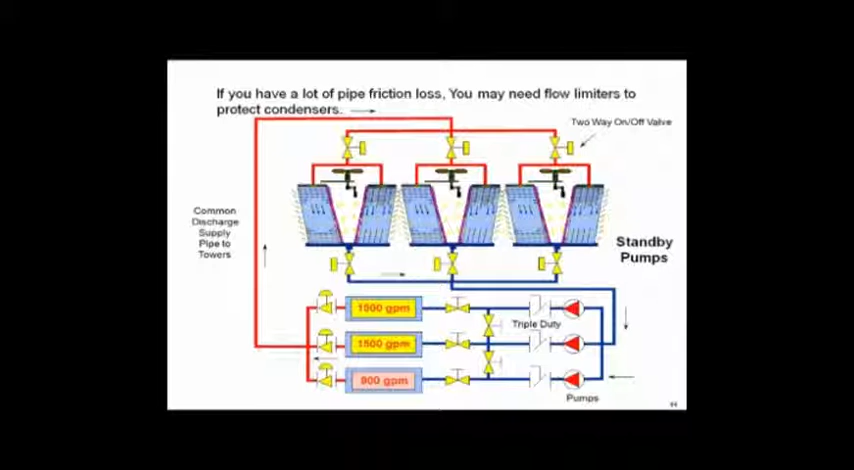 If you have a lot of pipe friction loss, You may need flow limiters to
protect condensers.
Two Way On/Off Valve
Common
Discharge
Supply
Pipe to
Towers
Standby
Pumps
1500 gpm
Triple Duty
1500 gpm
900 gpm
Pumps